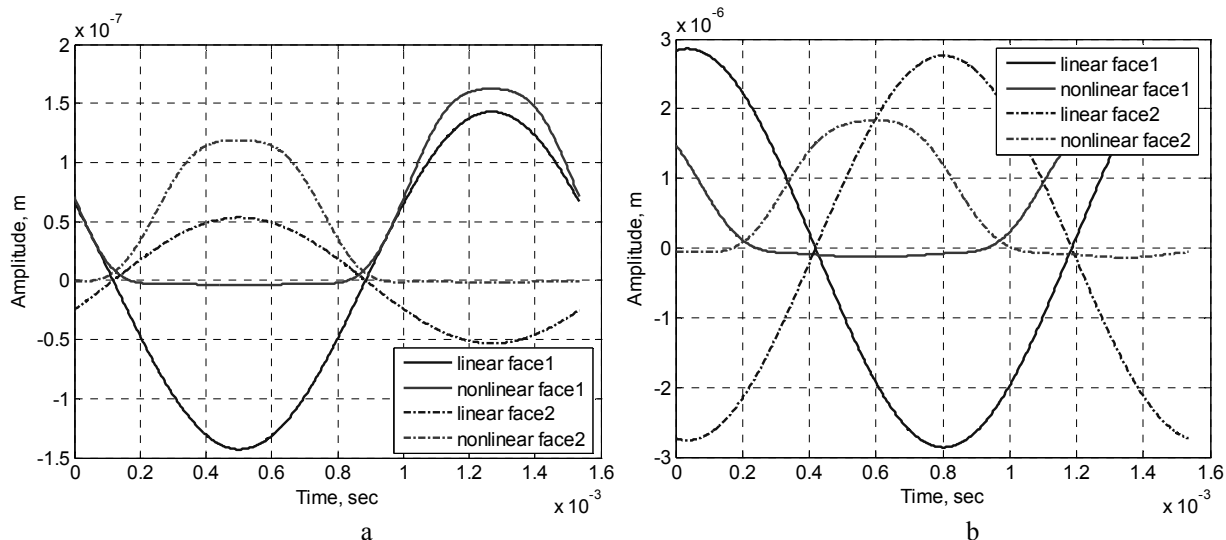 x 10⁻⁷
2
1.5
1
0.5
0
-0.5
-1
-1.5
Amplitude, m
0 0.2 0.4 0.6 0.8 1 1.2 1.4 1.6
Time, sec
x 10⁻³
linear face1
nonlinear face1
linear face2
nonlinear face2
a
x 10⁻⁶
3
2
1
0
-1
-2
-3
Amplitude, m
0 0.2 0.4 0.6 0.8 1 1.2 1.4 1.6
Time, sec
x 10⁻³
linear face1
nonlinear face1
linear face2
nonlinear face2
b